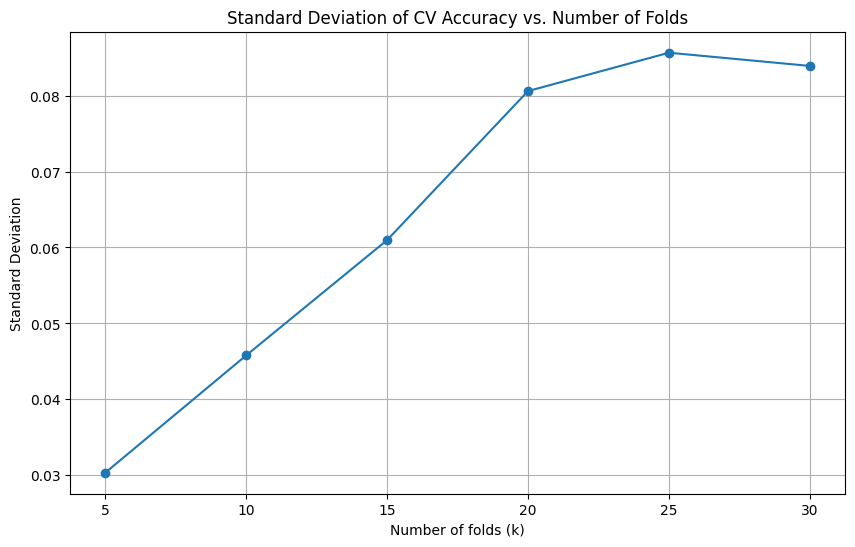 Standard Deviation of CV Accuracy vs. Number of Folds
Standard Deviation
0.08
0.07
0.06
0.05
0.04
0.03
5 10 15 20 25 30
Number of folds (k)